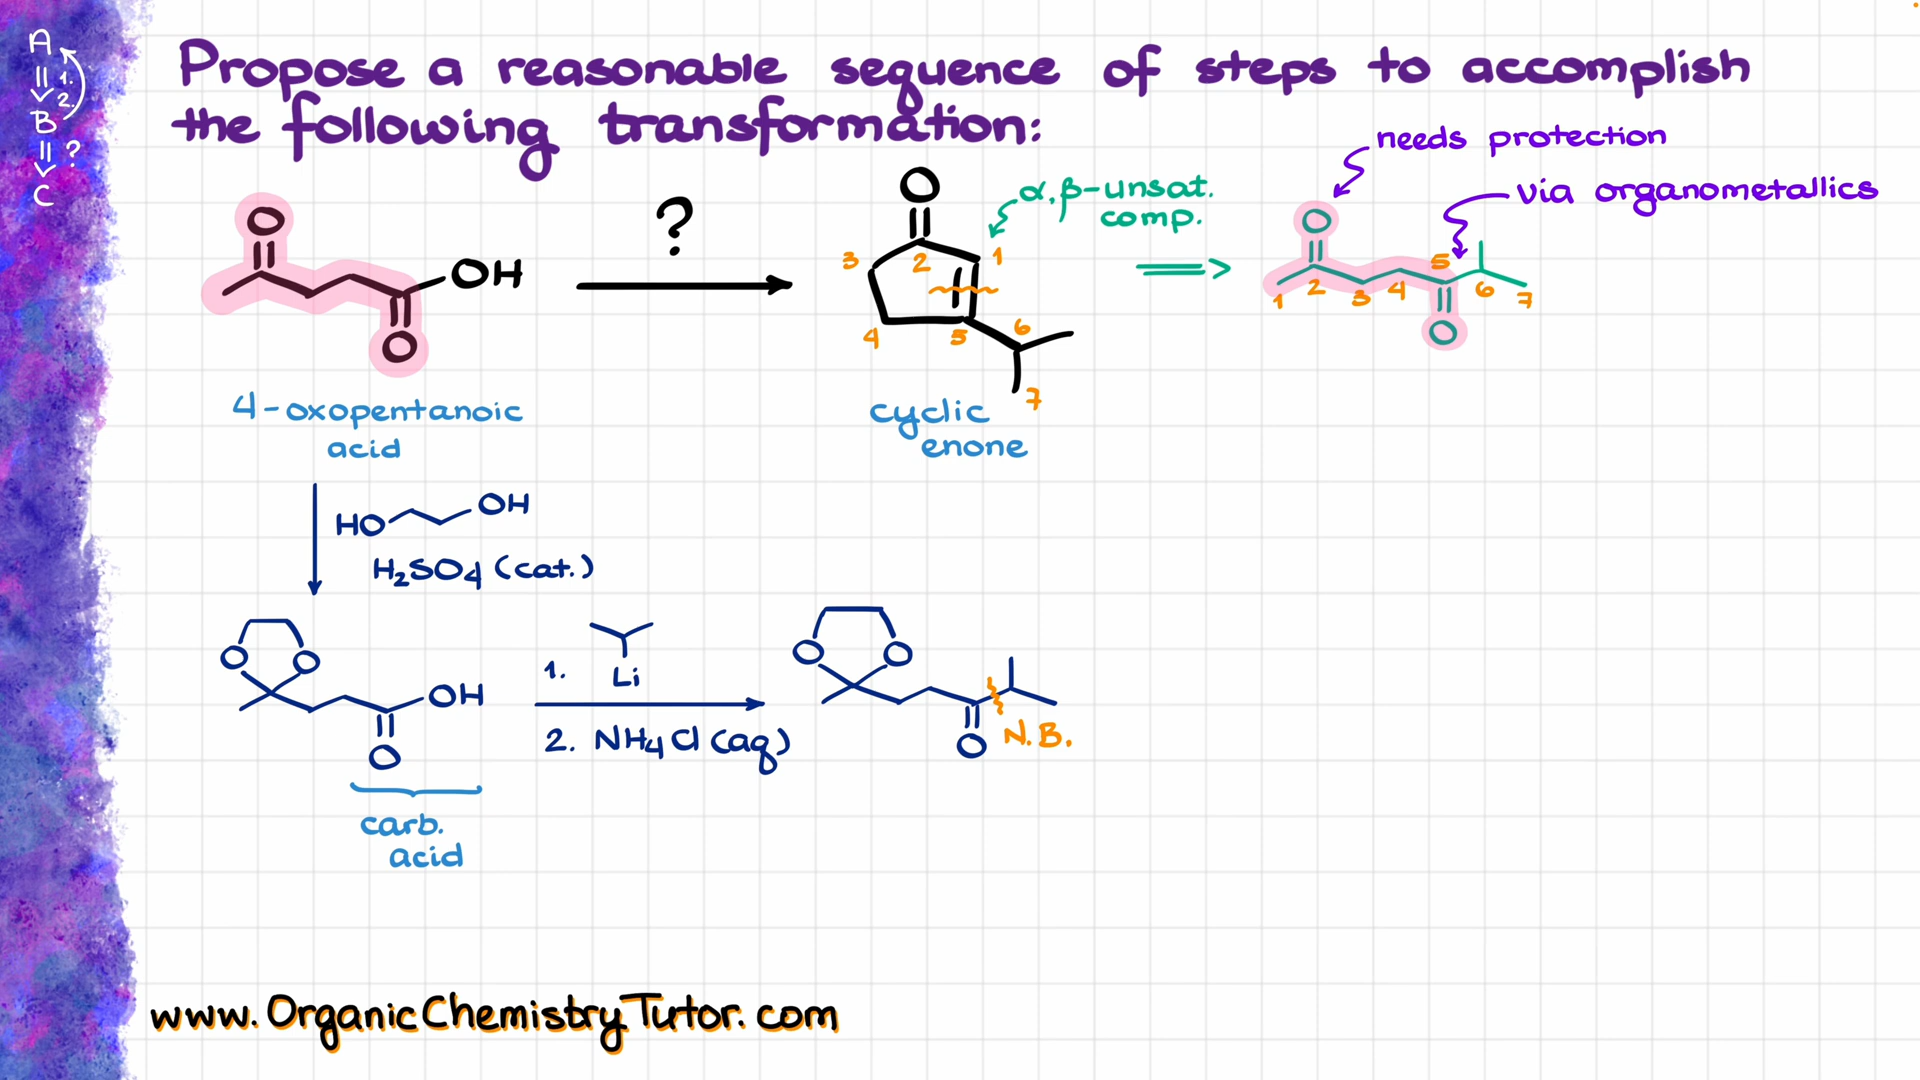 A
1.
2.
B
?
C
Propose a reasonable sequence of steps to accomplish
the following transformation:
needs protection
via organometallics
α,β-unsat.
comp.
O
OH
O
?
O
1
2
3
4
5
6
7
O
1
2
3
4
5
6
7
O
4-oxopentanoic
acid
cyclic
enone
HO
OH
H₂SO₄ (cat.)
O
O
OH
O
carb.
acid
1.
Li
2. NH₄Cl (aq)
O
O
O
N.B.
www.OrganicChemistryTutor.com